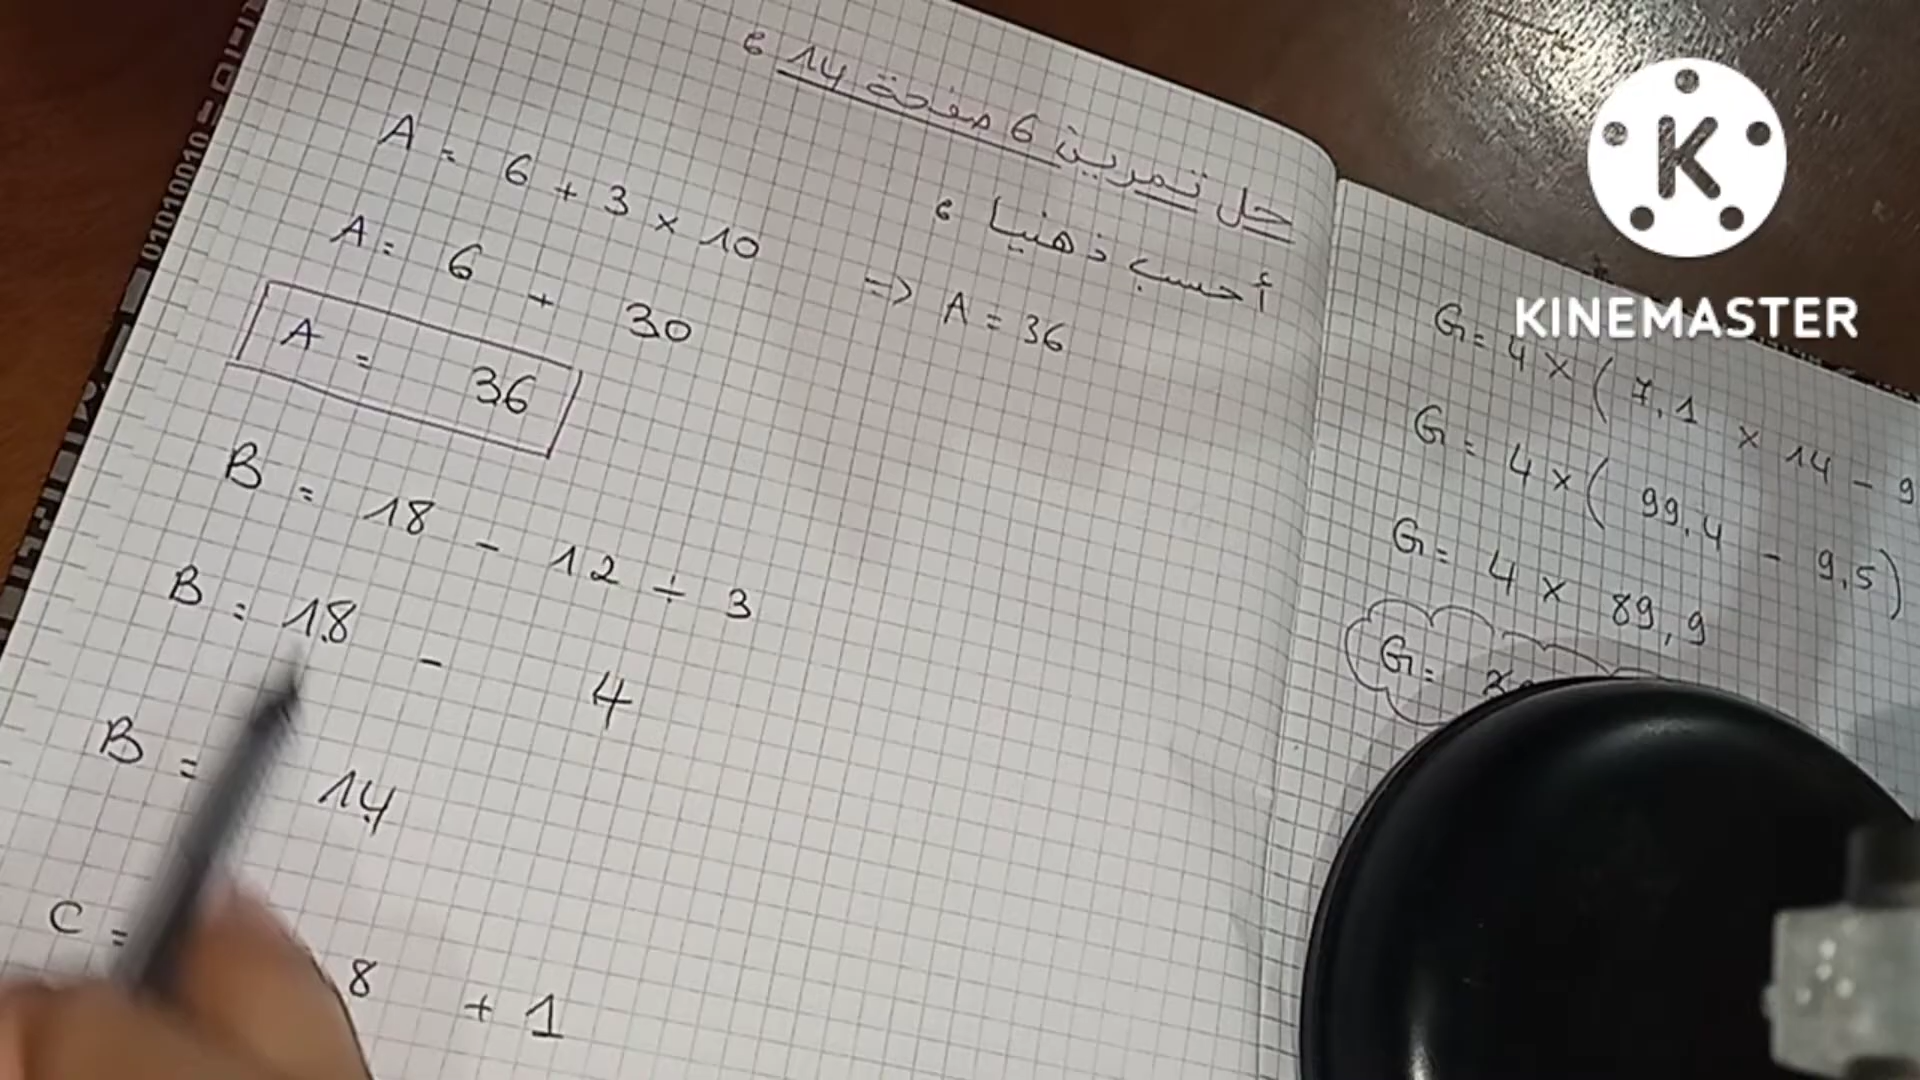 حل تمرين 6 صفحة 14 :
أحسب ذهنيا :
A = 6 + 3 × 10
A = 6 + 30 => A = 36
A = 36
B = 18 - 12 ÷ 3
B = 18 - 4
B = 14
C = 8 + 1
G = 4 × ( 7,1 × 14 - 9
G = 4 × ( 99,4 - 9,5 )
G = 4 × 89,9
G =
K
KINEMASTER